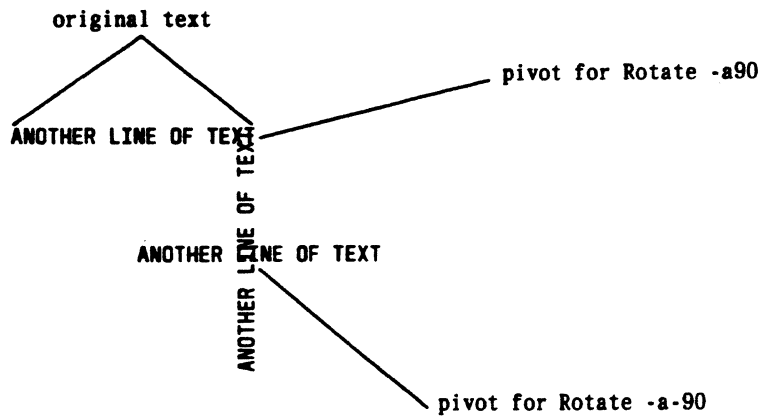 original text
pivot for Rotate -a90
ANOTHER LINE OF TEXT
ANOTHER LINE OF TEXT
ANOTHER LINE OF TEXT
pivot for Rotate -a-90